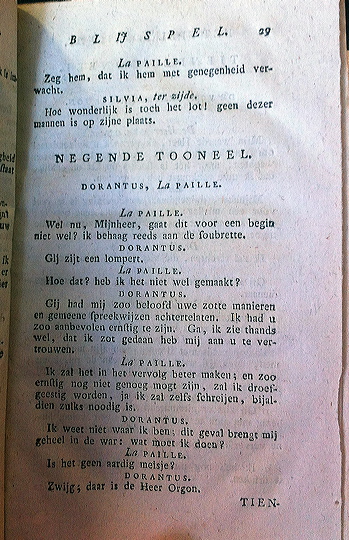 BLIJSPEL. 29
La PAILLE.
Zeg hem, dat ik hem met genegenheid ver-
wacht.
SILVIA, ter zijde.
Hoe wonderlijk is toch het lot! geen dezer
mannen is op zijne plaats.
NEGENDE TOONEEL.
DORANTUS, La PAILLE.
La PAILLE.
Wel nu, Mijnheer, gaat dit voor een begin
niet wel? ik behaag reeds aan de soubrette.
DORANTUS.
Gij zijt een lompert.
La PAILLE.
Hoe dat? heb ik het niet wel gemaakt?
DORANTUS.
Gij had mij zoo beloofd uwe zotte manieren
en gemeene spreekwijzen achtertelaten. Ik had u
zoo aanbevolen ernstig te zijn. Ga, ik zie thands
wel, dat ik zot gedaan heb mij aan u te ver-
trouwen.
La PAILLE.
Ik zal het in het vervolg beter maken; en zoo
ernstig nog niet genoeg mogt zijn, zal ik droef-
geestig worden, ja ik zal zelfs schreijen, bijal-
dien zulks noodig is.
DORANTUS.
Ik weet niet waar ik ben; dit geval brengt mij
geheel in de war: wat moet ik doen?
La PAILLE.
Is het geen aardig meisje?
DORANTUS.
Zwijg; daar is de Heer Orgon.
TIEN-